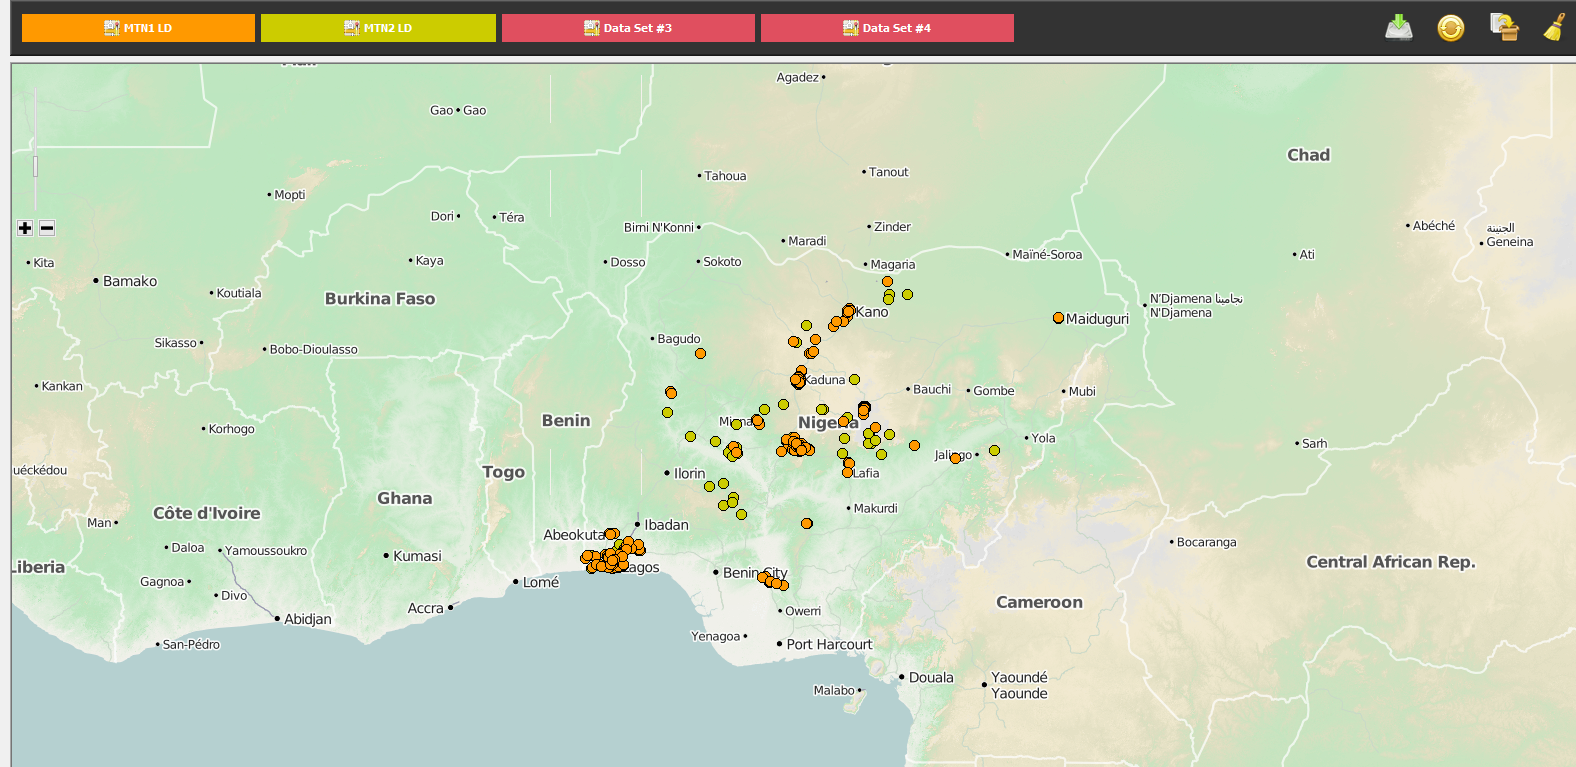 MTN1 LD
MTN2 LD
Data Set #3
Data Set #4
Agadez
Gao
Gao
Chad
Tahoua
Tanout
Mopti
Dori
Téra
Birni N'Konni
Zinder
Abéché
الجنينة
Geneina
Maradi
Kita
Kaya
Dosso
Sokoto
Magaria
Maïné-Soroa
Ati
Bamako
Koutiala
Burkina Faso
N'Djamena نجامينا
N'Djamena
Kano
Maiduguri
Sikasso
Bobo-Dioulasso
Bagudo
Kankan
Kaduna
Bauchi
Gombe
Mubi
Korhogo
Benin
Nigeria
Yola
Sarh
uéckédou
Togo
Ilorin
Lafia
Ghana
Côte d'Ivoire
Makurdi
Man
Ibadan
Abeokuta
Daloa
Yamoussoukro
Kumasi
Bocaranga
Liberia
agos
Central African Rep.
Gagnoa
Lomé
Benin City
Divo
Accra
Cameroon
Abidjan
Owerri
San-Pédro
Yenagoa
Port Harcourt
Douala
Yaoundé
Yaounde
Malabo